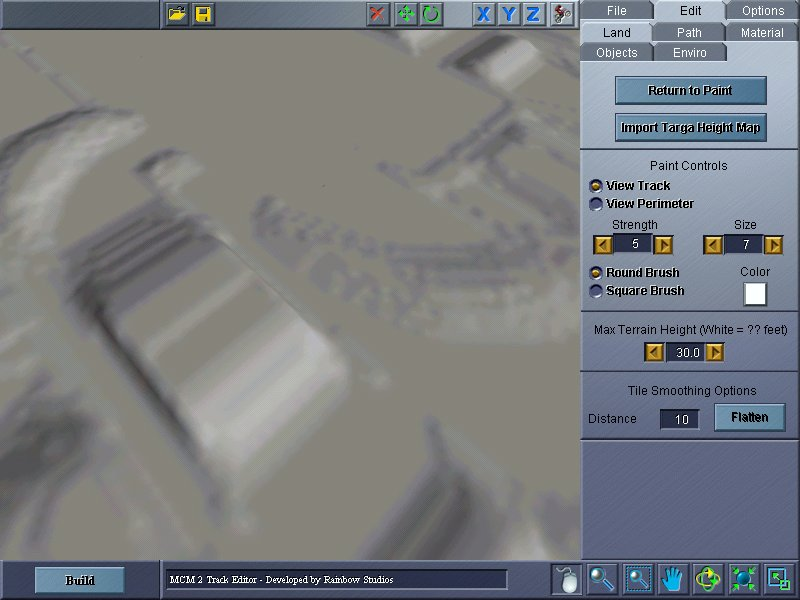 X Y Z
File Edit Options
Land Path Material
Objects Enviro
Return to Paint
Import Targa Height Map
Paint Controls
View Track
View Perimeter
Strength Size
5 7
Round Brush Color
Square Brush
Max Terrain Height (White = ?? feet)
30.0
Tile Smoothing Options
Distance 10 Flatten
Build MCM 2 Track Editor - Developed by Rainbow Studios